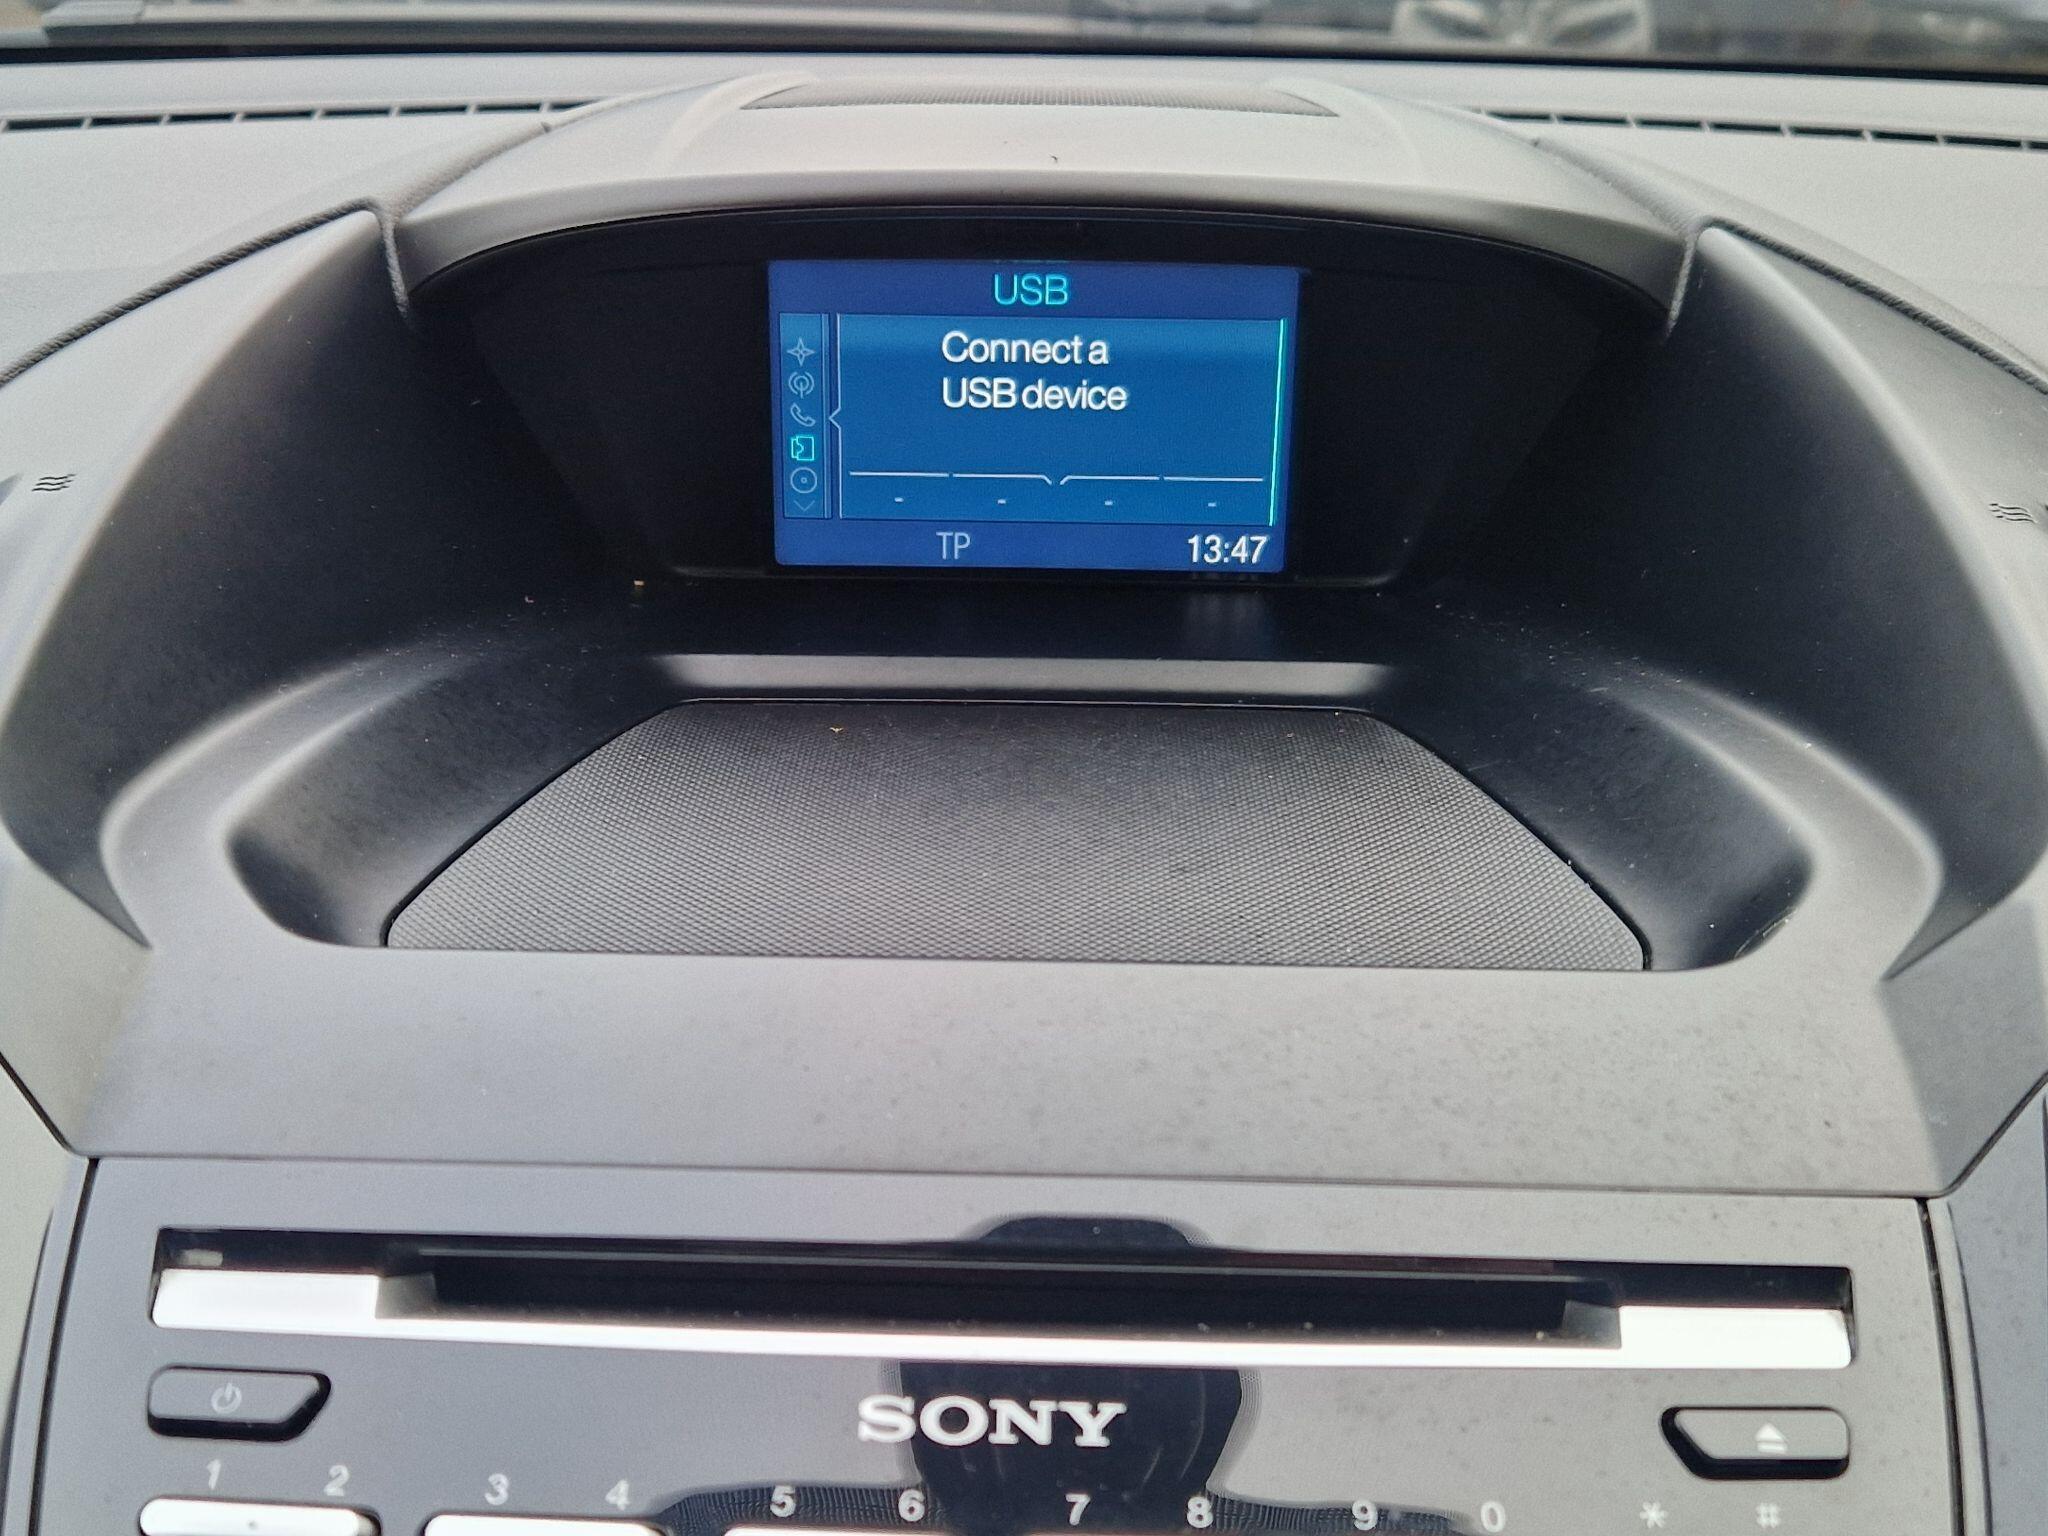 USB
Connect a
USB device
- - - -
TP 13:47
SONY
1 2 3 4 5 6 7 8 9 0 * #